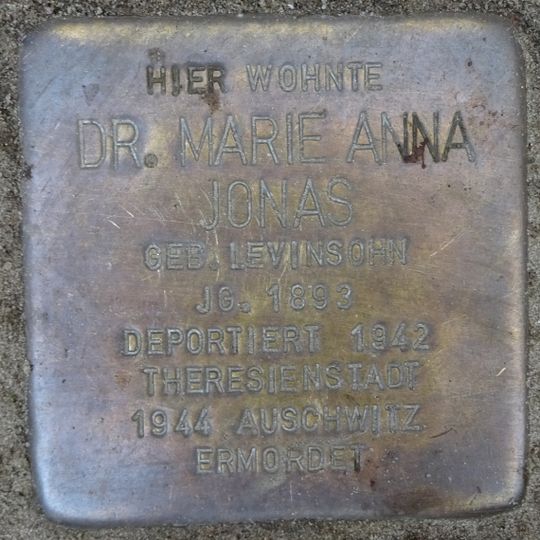 HIER WOHNTE
DR. MARIE ANNA
JONAS
GEB. LEVINSOHN
JG. 1893
DEPORTIERT 1942
THERESIENSTADT
1944 AUSCHWITZ
ERMORDET